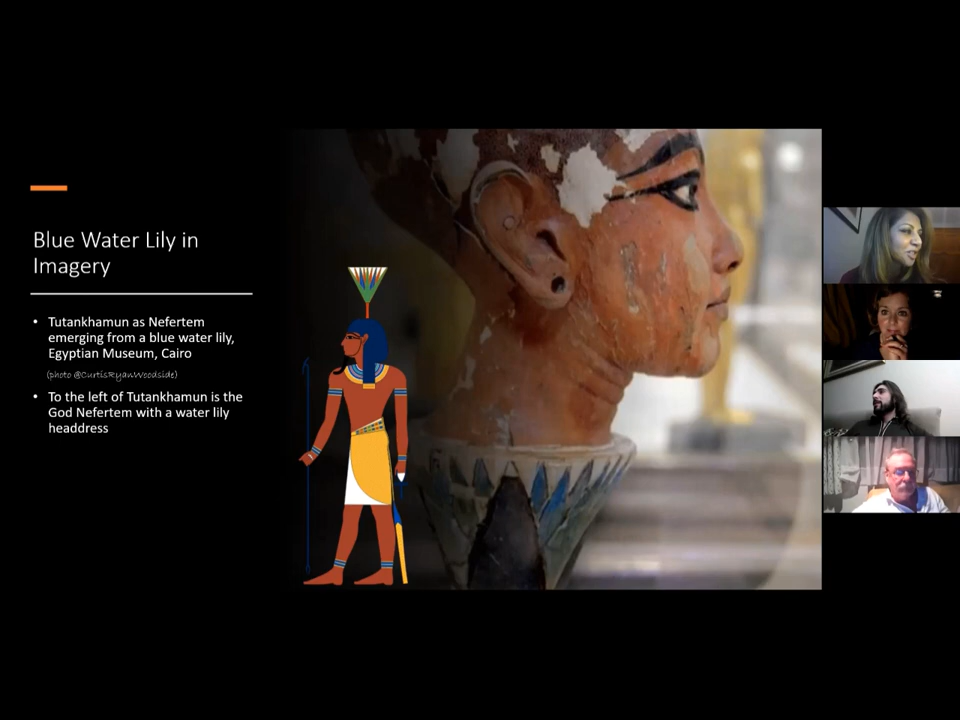 Blue Water Lily in
Imagery
• Tutankhamun as Nefertem
emerging from a blue water lily,
Egyptian Museum, Cairo
(photo @CurtisRyanWoodside)
• To the left of Tutankhamun is the
God Nefertem with a water lily
headdress